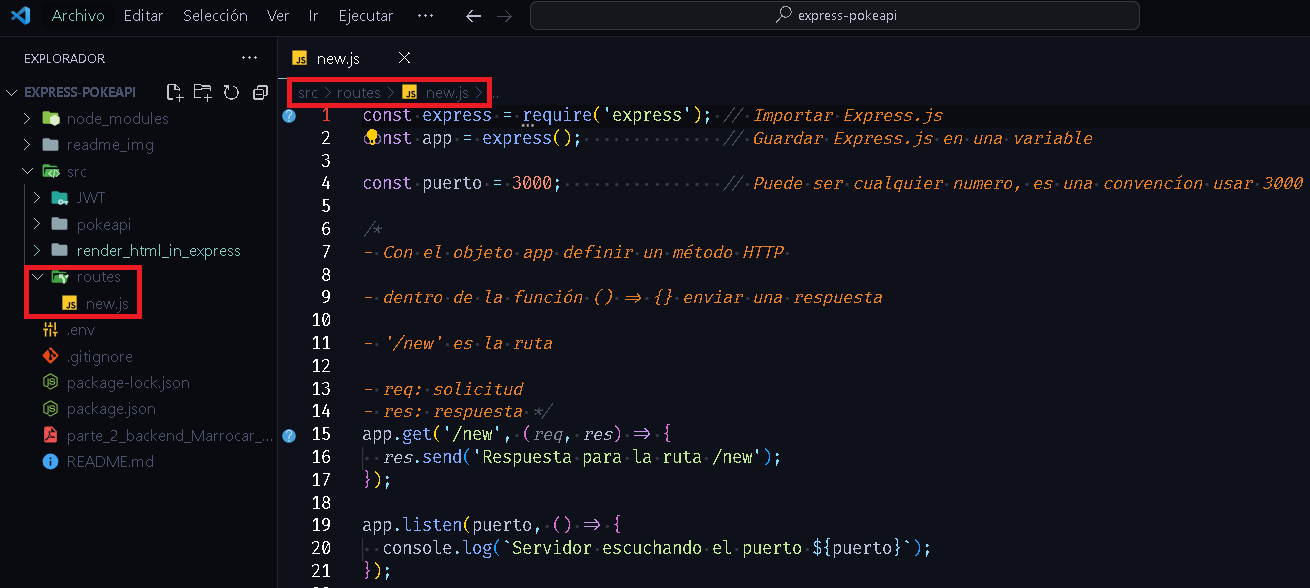 Archivo Editar Selección Ver Ir Ejecutar ··· express-pokeapi
EXPLORADOR ···
EXPRESS-POKEAPI
node_modules
readme_img
src
JWT
pokeapi
render_html_in_express
routes
new.js
.env
.gitignore
package-lock.json
package.json
parte_2_backend_Marrocar_...
README.md
new.js
src > routes > new.js > ...
1 const express = require('express'); // Importar Express.js
2 const app = express(); // Guardar Express.js en una variable
3
4 const puerto = 3000; // Puede ser cualquier numero, es una convencíon usar 3000
5
6 /*
7 - Con el objeto app definir un método HTTP
8
9 - dentro de la función () => {} enviar una respuesta
10
11 - '/new' es la ruta
12
13 - req: solicitud
14 - res: respuesta */
15 app.get('/new', (req, res) => {
16 res.send('Respuesta para la ruta /new');
17 });
18
19 app.listen(puerto, () => {
20 console.log(`Servidor escuchando el puerto ${puerto}`);
21 });